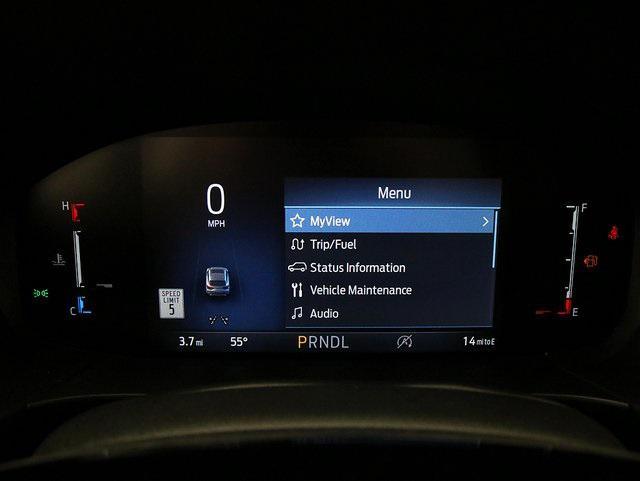 H
C
0
MPH
SPEED
LIMIT
5
Menu
MyView
Trip/Fuel
Status Information
Vehicle Maintenance
Audio
F
E
3.7 mi 55° PRNDL 14 mi to E